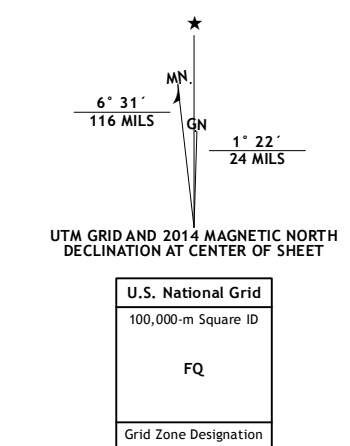 ★
MN
6° 31´
116 MILS
GN
1° 22´
24 MILS
UTM GRID AND 2014 MAGNETIC NORTH
DECLINATION AT CENTER OF SHEET
U.S. National Grid
100,000-m Square ID
FQ
Grid Zone Designation